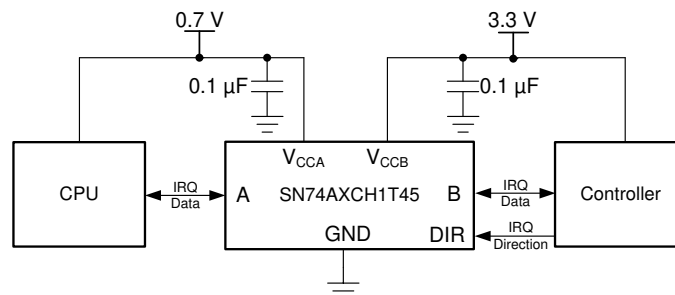 0.7 V
3.3 V
0.1 µF
0.1 µF
VCCA
VCCB
CPU
IRQ
Data
A
SN74AXCH1T45
B
IRQ
Data
Controller
GND
DIR
IRQ
Direction